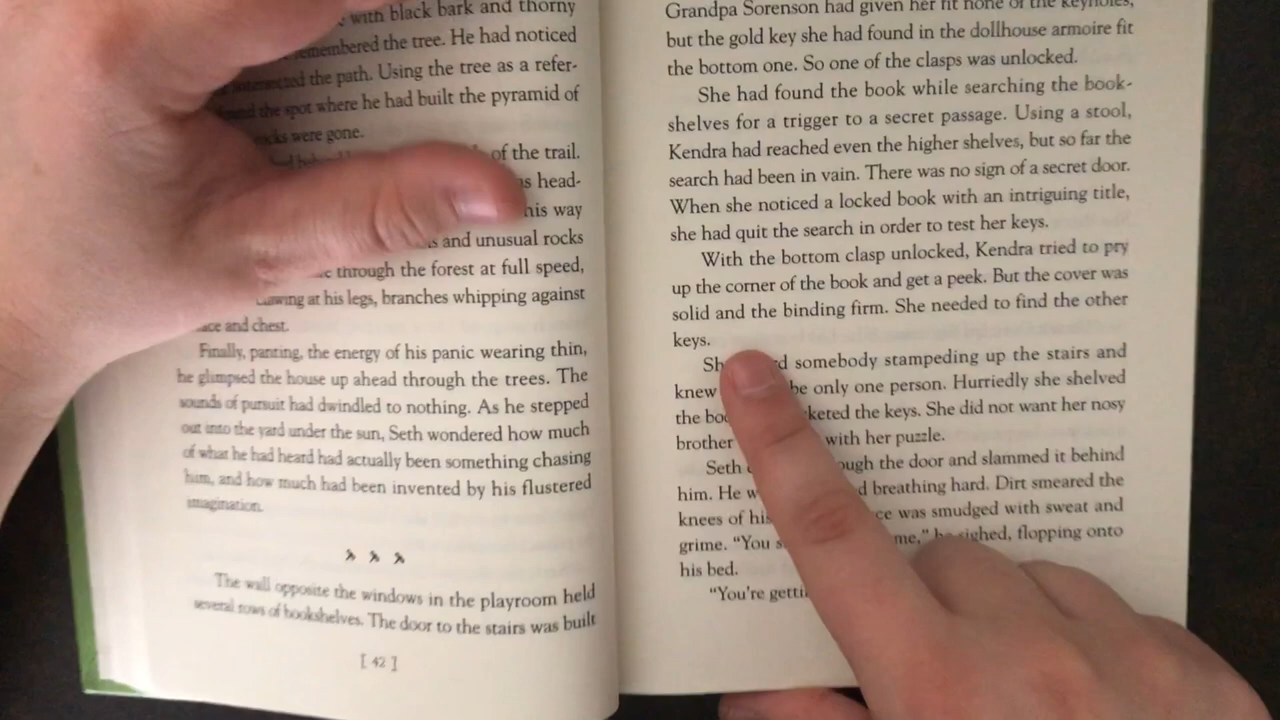 with black bark and thorny
the tree. He had noticed
the path. Using the tree as a refer-
the spot where he had built the pyramid of
were gone.
of the trail.
head-
his way
and unusual rocks
through the forest at full speed,
at his legs, branches whipping against
and chest.
Finally, panting, the energy of his panic wearing thin,
he glimpsed the house up ahead through the trees. The
sounds of pursuit had dwindled to nothing. As he stepped
out into the yard under the sun, Seth wondered how much
of what he had heard had actually been something chasing
him, and how much had been invented by his flustered
imagination.
The wall opposite the windows in the playroom held
several rows of bookshelves. The door to the stairs was built
[ 42 ]
Grandpa Sorenson had given her fit none of the keyholes,
but the gold key she had found in the dollhouse armoire fit
the bottom one. So one of the clasps was unlocked.
She had found the book while searching the book-
shelves for a trigger to a secret passage. Using a stool,
Kendra had reached even the higher shelves, but so far the
search had been in vain. There was no sign of a secret door.
When she noticed a locked book with an intriguing title,
she had quit the search in order to test her keys.
With the bottom clasp unlocked, Kendra tried to pry
up the corner of the book and get a peek. But the cover was
solid and the binding firm. She needed to find the other
keys.
somebody stampeding up the stairs and
knew be only one person. Hurriedly she shelved
the the keys. She did not want her nosy
brother with her puzzle.
Seth the door and slammed it behind
him. He breathing hard. Dirt smeared the
knees of his was smudged with sweat and
grime. “You me,” he sighed, flopping onto
his bed.
“You're